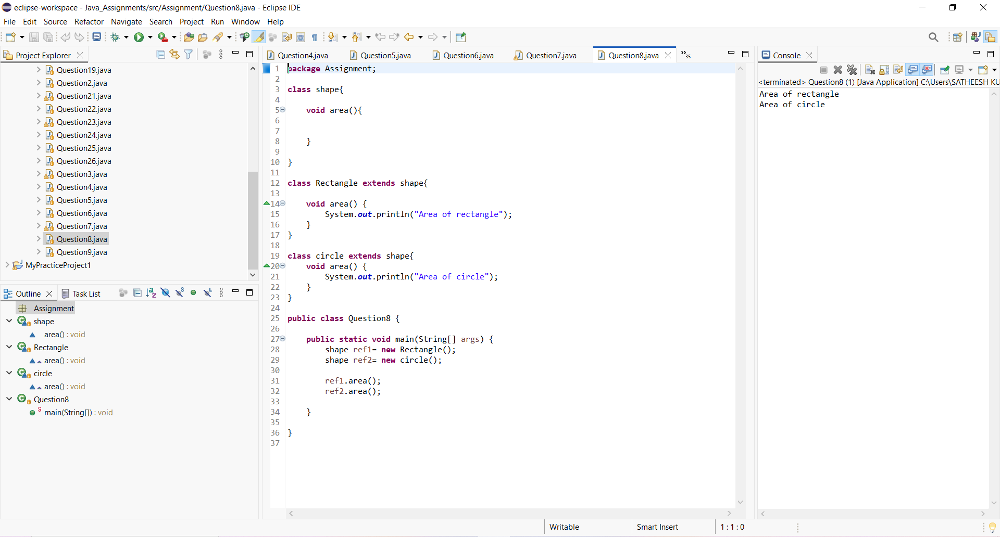 eclipse-workspace - Java_Assignments/src/Assignment/Question8.java - Eclipse IDE
File Edit Source Refactor Navigate Search Project Run Window Help
Project Explorer
Question19.java
Question2.java
Question21.java
Question22.java
Question23.java
Question24.java
Question25.java
Question26.java
Question3.java
Question4.java
Question5.java
Question6.java
Question7.java
Question8.java
Question9.java
MyPracticeProject1
Outline Task List
Assignment
shape
area() : void
Rectangle
area() : void
circle
area() : void
Question8
main(String[]) : void
Question4.java Question5.java Question6.java Question7.java Question8.java »35
1 package Assignment;
2
3 class shape{
4
5     void area(){
6
7
8     }
9
10 }
11
12 class Rectangle extends shape{
13
14     void area() {
15         System.out.println("Area of rectangle");
16     }
17 }
18
19 class circle extends shape{
20     void area() {
21         System.out.println("Area of circle");
22     }
23 }
24
25 public class Question8 {
26
27     public static void main(String[] args) {
28         shape ref1= new Rectangle();
29         shape ref2= new circle();
30
31         ref1.area();
32         ref2.area();
33
34     }
35
36 }
37
Console
<terminated> Question8 (1) [Java Application] C:\Users\SATHEESH KU
Area of rectangle
Area of circle
Writable Smart Insert 1 : 1 : 0